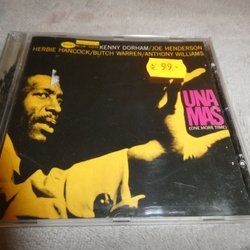 KENNY DORHAM/JOE HENDERSON
HERBIE HANCOCK/BUTCH WARREN/ANTHONY WILLIAMS
99.-
UNA
MAS
(ONE MORE TIME)